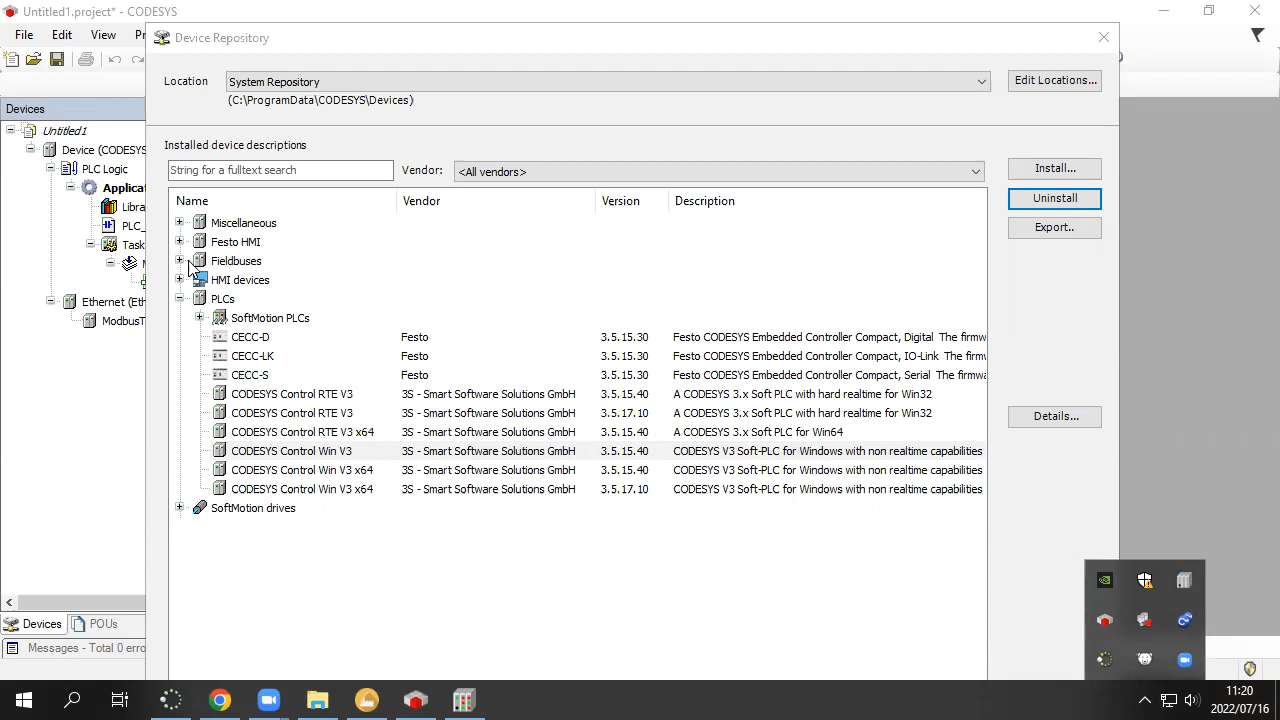 Untitled1.project* - CODESYS
File Edit View
Device Repository
Location System Repository Edit Locations...
(C:\ProgramData\CODESYS\Devices)
Devices
Untitled1
Device (CODESYS
PLC Logic
Applica
Libra
PLC_
Task
Ethernet (Eth
ModbusT
Installed device descriptions
String for a fulltext search Vendor: <All vendors> Install...
Uninstall
Export..
Details...
Name Vendor Version Description
Miscellaneous
Festo HMI
Fieldbuses
HMI devices
PLCs
SoftMotion PLCs
CECC-D Festo 3.5.15.30 Festo CODESYS Embedded Controller Compact, Digital The firmw
CECC-LK Festo 3.5.15.30 Festo CODESYS Embedded Controller Compact, IO-Link The firm
CECC-S Festo 3.5.15.30 Festo CODESYS Embedded Controller Compact, Serial The firmwa
CODESYS Control RTE V3 3S - Smart Software Solutions GmbH 3.5.15.40 A CODESYS 3.x Soft PLC with hard realtime for Win32
CODESYS Control RTE V3 3S - Smart Software Solutions GmbH 3.5.17.10 A CODESYS 3.x Soft PLC with hard realtime for Win32
CODESYS Control RTE V3 x64 3S - Smart Software Solutions GmbH 3.5.15.40 A CODESYS 3.x Soft PLC for Win64
CODESYS Control Win V3 3S - Smart Software Solutions GmbH 3.5.15.40 CODESYS V3 Soft-PLC for Windows with non realtime capabilities
CODESYS Control Win V3 x64 3S - Smart Software Solutions GmbH 3.5.15.40 CODESYS V3 Soft-PLC for Windows with non realtime capabilities
CODESYS Control Win V3 x64 3S - Smart Software Solutions GmbH 3.5.17.10 CODESYS V3 Soft-PLC for Windows with non realtime capabilities
SoftMotion drives
Devices POUs
Messages - Total 0 erro
11:20
2022/07/16